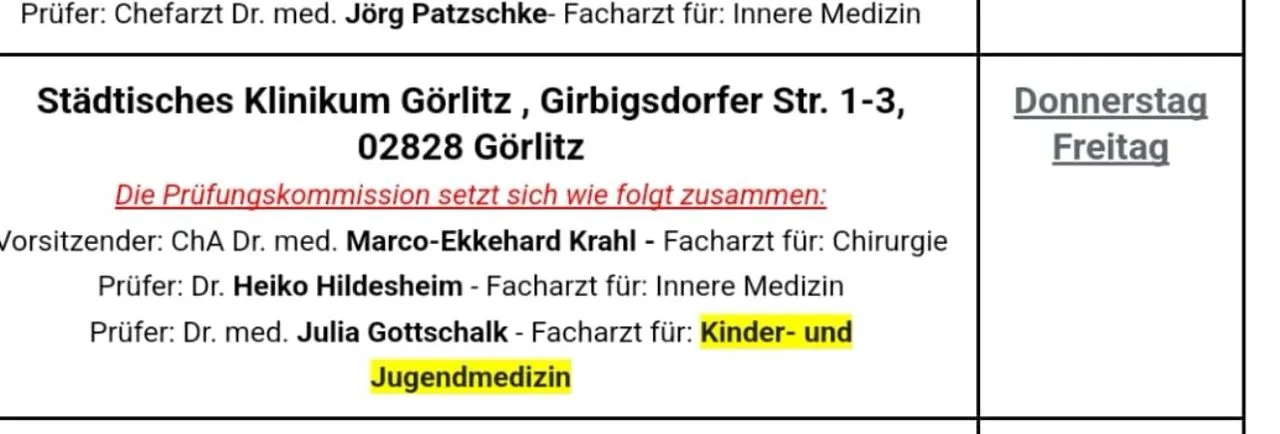 Prüfer: Chefarzt Dr. med. Jörg Patzschke- Facharzt für: Innere Medizin
Städtisches Klinikum Görlitz , Girbigsdorfer Str. 1-3,
02828 Görlitz
Die Prüfungskommission setzt sich wie folgt zusammen:
Vorsitzender: ChA Dr. med. Marco-Ekkehard Krahl - Facharzt für: Chirurgie
Prüfer: Dr. Heiko Hildesheim - Facharzt für: Innere Medizin
Prüfer: Dr. med. Julia Gottschalk - Facharzt für: Kinder- und
Jugendmedizin
Donnerstag
Freitag